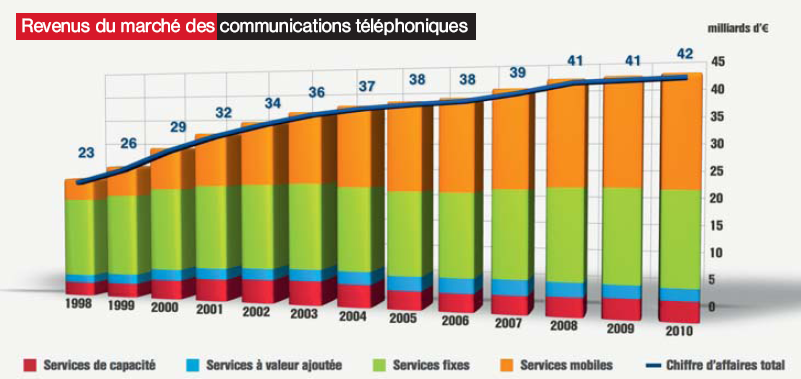 Revenus du marché des communications téléphoniques
milliards d'€
23 26 29 32 34 36 37 38 38 39 41 41 42
45
40
35
30
25
20
15
10
5
0
1998 1999 2000 2001 2002 2003 2004 2005 2006 2007 2008 2009 2010
Services de capacité Services à valeur ajoutée Services fixes Services mobiles Chiffre d'affaires total